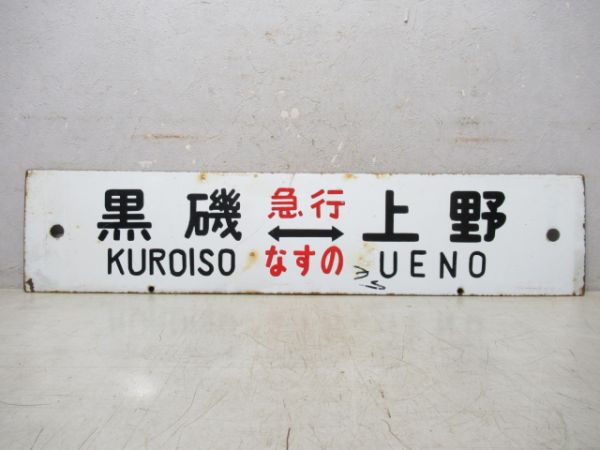 黒磯 急行 ↔ 上野
KUROISO なすの UENO